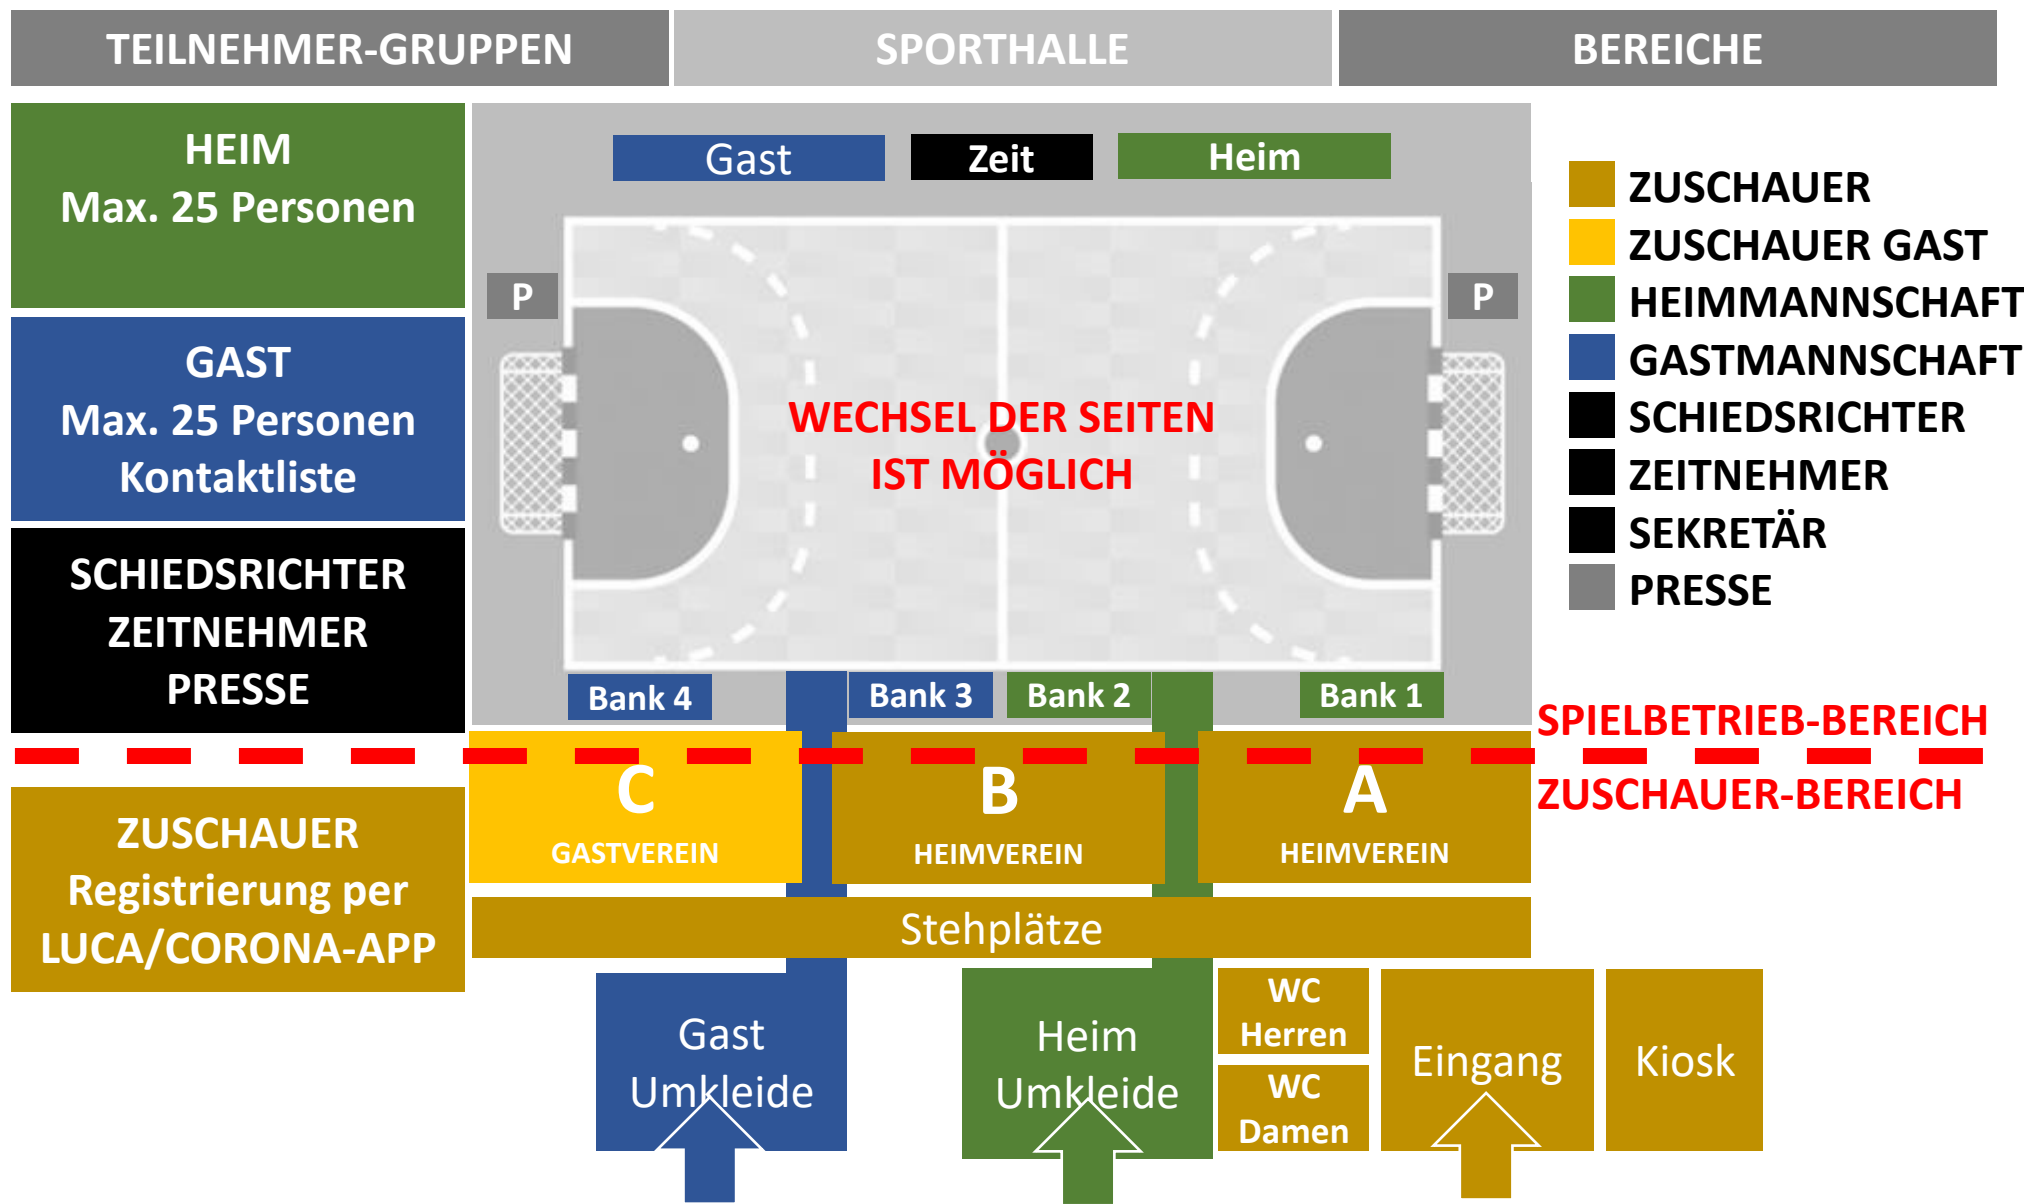 TEILNEHMER-GRUPPEN
SPORTHALLE
BEREICHE
HEIM
Max. 25 Personen
GAST
Max. 25 Personen
Kontaktliste
SCHIEDSRICHTER
ZEITNEHMER
PRESSE
ZUSCHAUER
Registrierung per
LUCA/CORONA-APP
Gast
Zeit
Heim
P
P
WECHSEL DER SEITEN
IST MÖGLICH
Bank 4
Bank 3
Bank 2
Bank 1
C
GASTVEREIN
B
HEIMVEREIN
A
HEIMVEREIN
Stehplätze
Gast
Umkleide
Heim
Umkleide
WC
Herren
WC
Damen
Eingang
Kiosk
ZUSCHAUER
ZUSCHAUER GAST
HEIMMANNSCHAFT
GASTMANNSCHAFT
SCHIEDSRICHTER
ZEITNEHMER
SEKRETÄR
PRESSE
SPIELBETRIEB-BEREICH
ZUSCHAUER-BEREICH